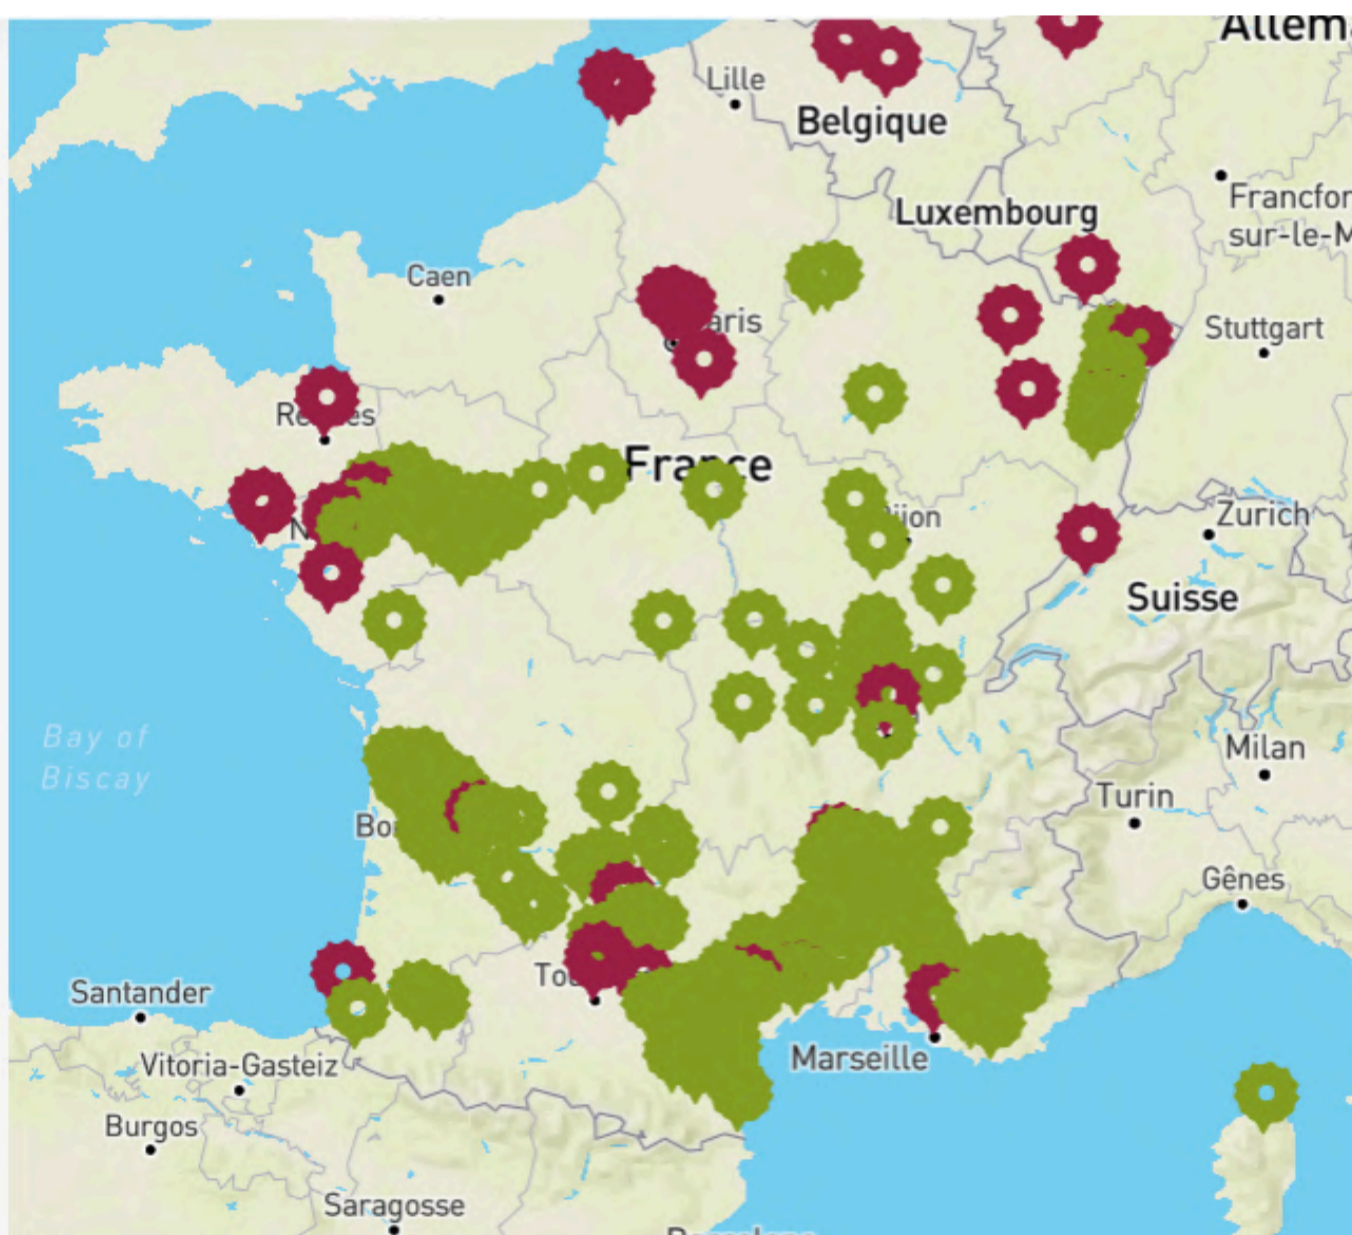 Allem
Lille
Belgique
Francfor
sur-le-M
Luxembourg
Caen
aris
Stuttgart
Re es
France
N
ijon
Zurich
Suisse
Bay of
Biscay
Milan
Turin
Bo
Gênes
Tou
Santander
Marseille
Vitoria-Gasteiz
Burgos
Saragosse